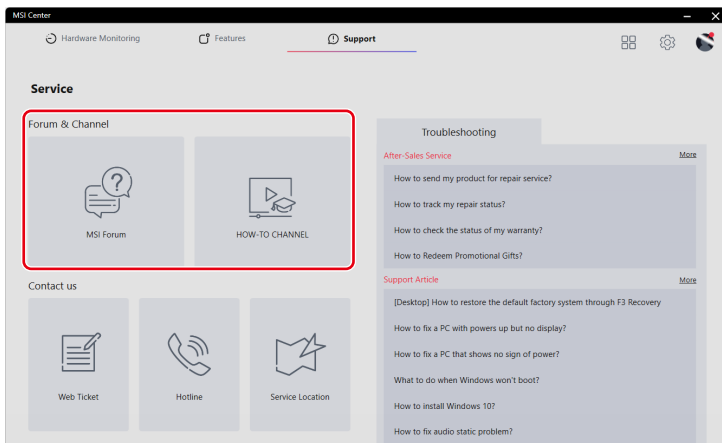 MSI Center
Hardware Monitoring
Features
Support
Service
Forum & Channel
MSI Forum
HOW-TO CHANNEL
Contact us
Web Ticket
Hotline
Service Location
Troubleshooting
After-Sales Service
More
How to send my product for repair service?
How to track my repair status?
How to check the status of my warranty?
How to Redeem Promotional Gifts?
Support Article
More
[Desktop] How to restore the default factory system through F3 Recovery
How to fix a PC with powers up but no display?
How to fix a PC that shows no sign of power?
What to do when Windows won't boot?
How to install Windows 10?
How to fix audio static problem?